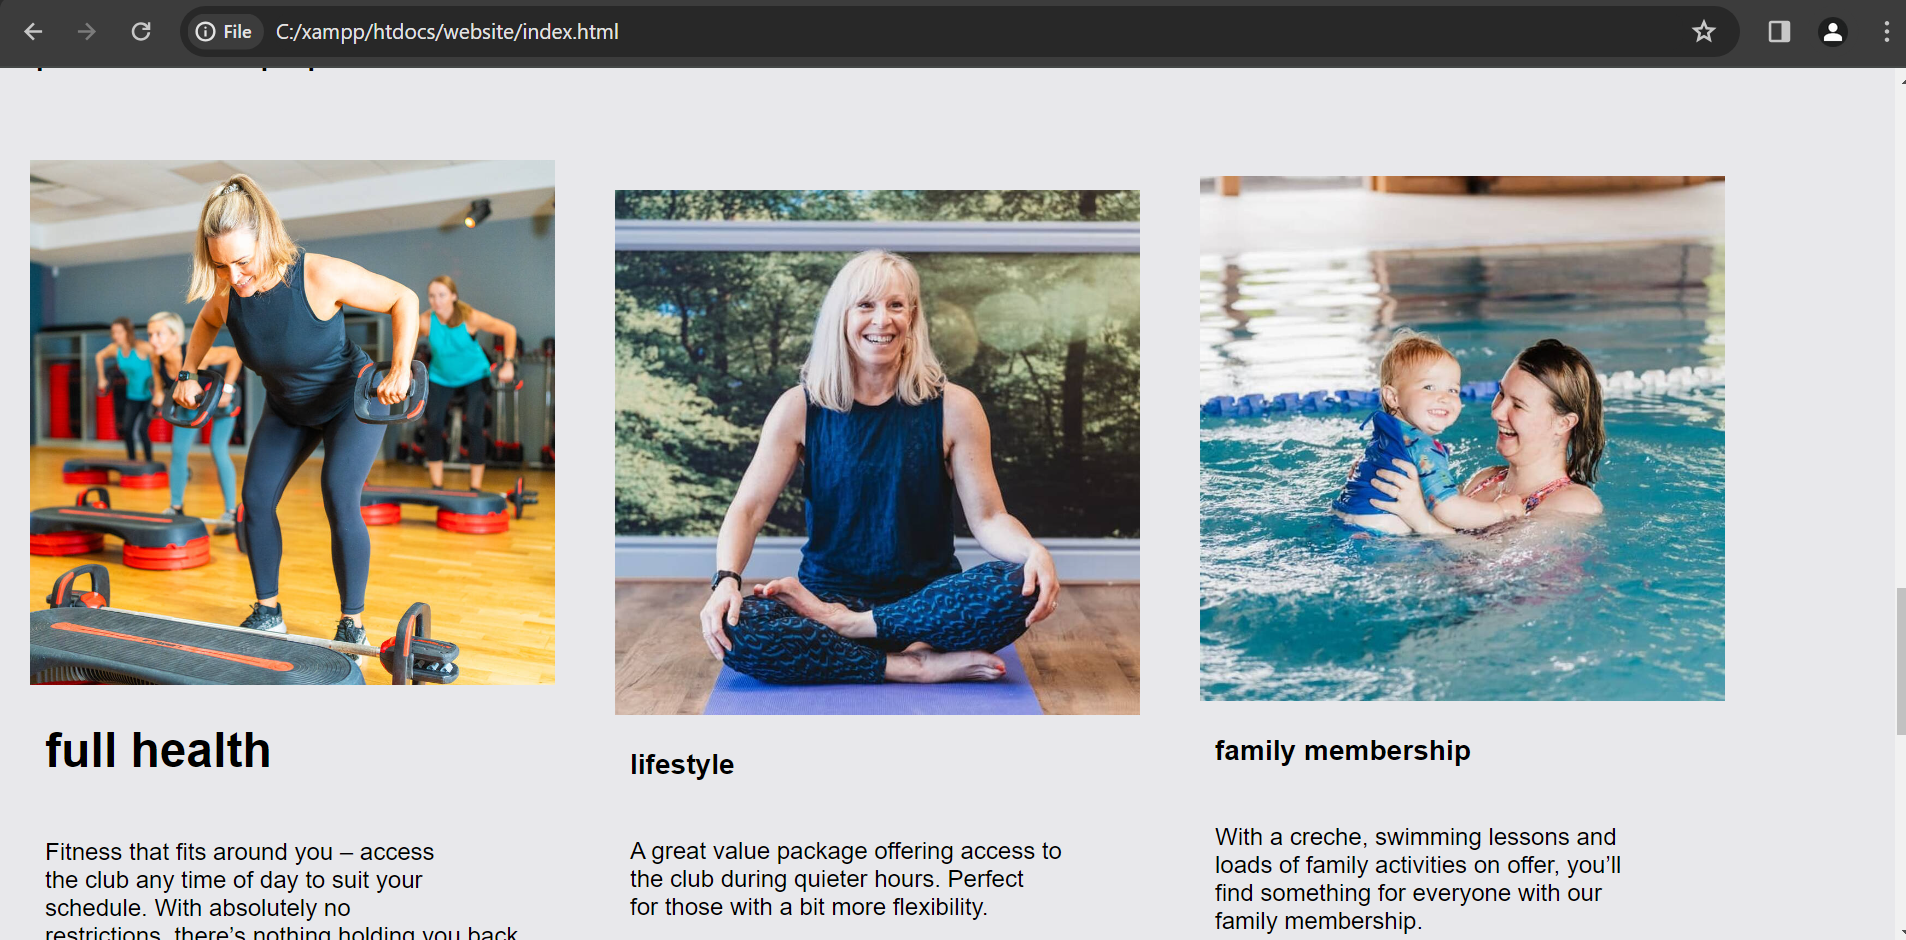 File C:/xampp/htdocs/website/index.html
full health
Fitness that fits around you – access
the club any time of day to suit your
schedule. With absolutely no
restrictions, there’s nothing holding you back
lifestyle
A great value package offering access to
the club during quieter hours. Perfect
for those with a bit more flexibility.
family membership
With a creche, swimming lessons and
loads of family activities on offer, you’ll
find something for everyone with our
family membership.